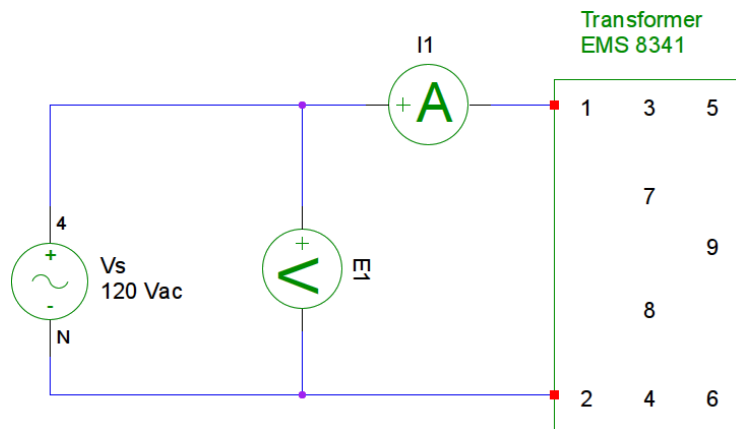 Transformer
EMS 8341
I1
+ A
1 3 5
7
4
9
+
Vs
+ V
E1
120 Vac
-
8
N
2 4 6